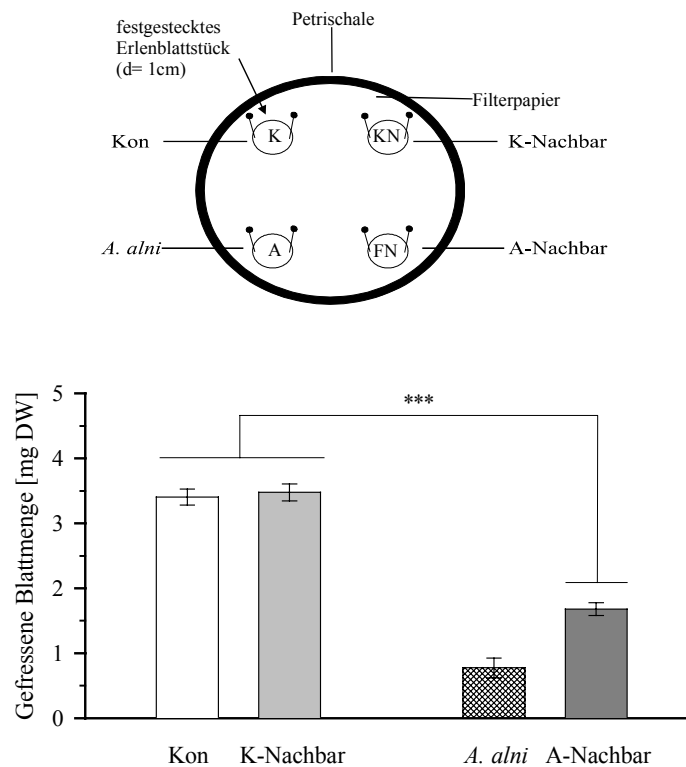 Petrischale
festgestecktes
Erlenblattstück
(d= 1cm)
Filterpapier
K
KN
Kon
K-Nachbar
A. alni
A
FN
A-Nachbar
Gefressene Blattmenge [mg DW]
5
4
3
2
1
0
***
Kon K-Nachbar A. alni A-Nachbar